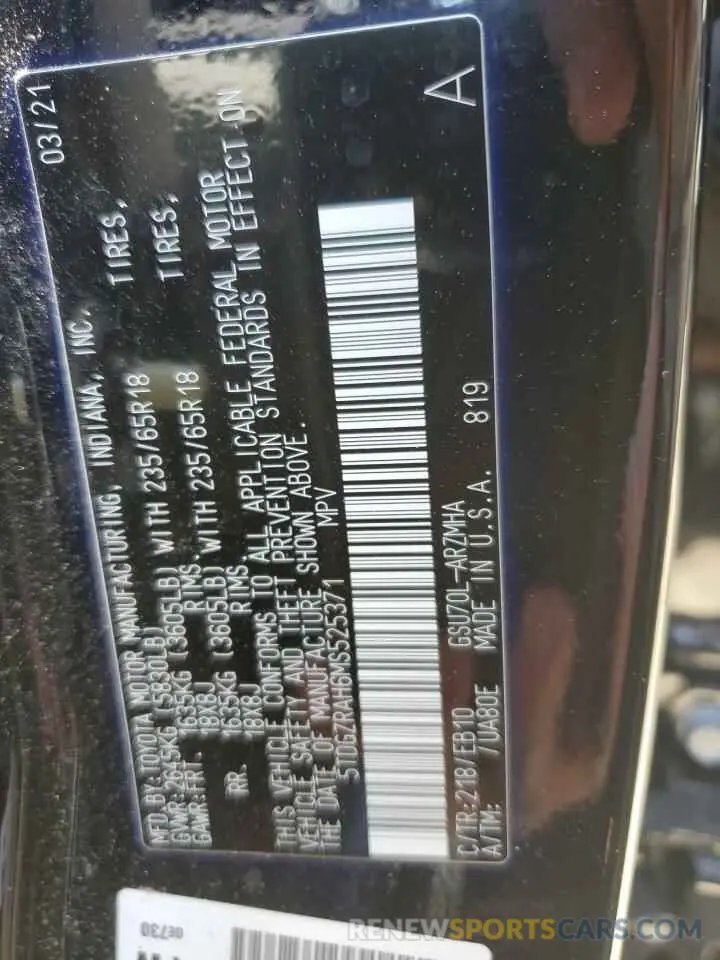 MFD. BY TOYOTA MOTOR MANUFACTURING, INDIANA, INC. 03/21
GVWR:2645KG (5830LB)
GAWR:FRT. 1635KG (3605LB) WITH 235/65R18 TIRES,
18X8J RIMS,
RR. 1635KG (3605LB) WITH 235/65R18 TIRES,
18X8J RIMS,
THIS VEHICLE CONFORMS TO ALL APPLICABLE FEDERAL MOTOR
VEHICLE SAFETY AND THEFT PREVENTION STANDARDS IN EFFECT ON
THE DATE OF MANUFACTURE SHOWN ABOVE.
5TDGZRAH6MS525371 MPV
A
C/TR:218/EB10 GSU70L-ARZMHA
A/TM: /UA80E MADE IN U.S.A. 819
0E730
RENEWSPORTSCARS.COM